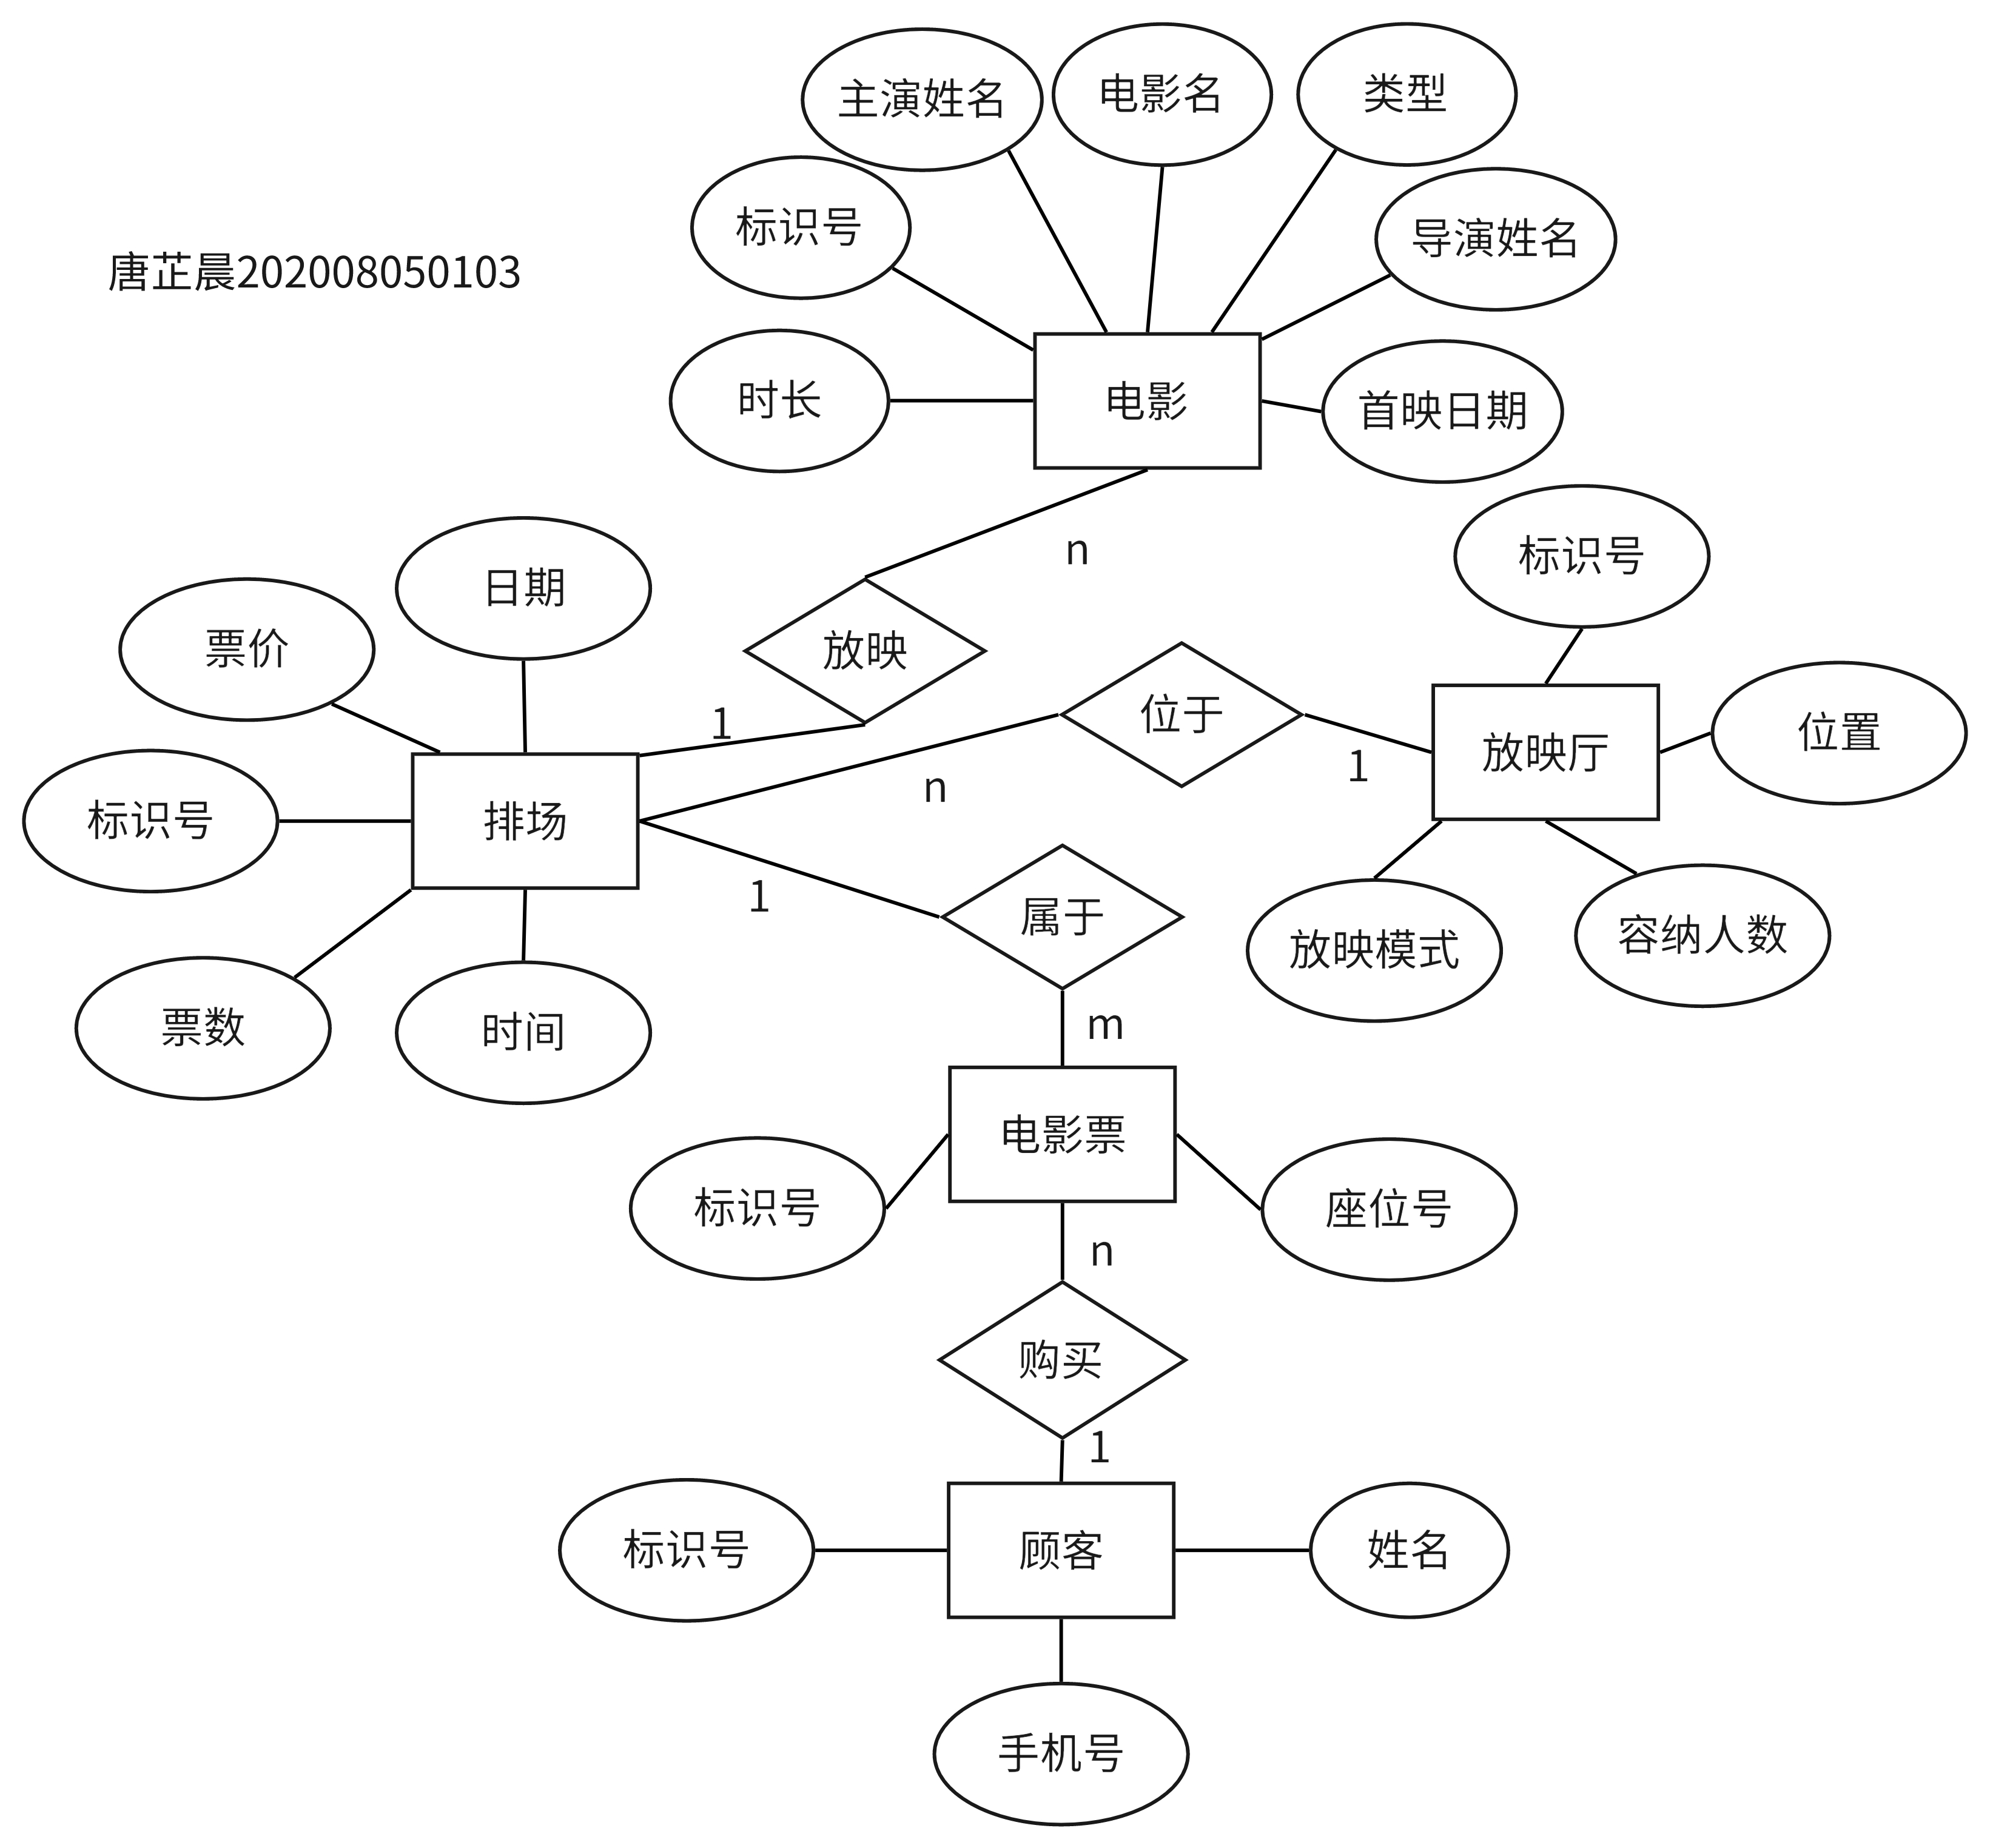 主演姓名
电影名
类型
标识号
导演姓名
唐芷晨202008050103
时长
电影
首映日期
n
标识号
日期
票价
放映
位于
1
位置
放映厅
1
n
标识号
排场
1
属于
放映模式
容纳人数
票数
时间
m
电影票
标识号
座位号
n
购买
1
标识号
顾客
姓名
手机号